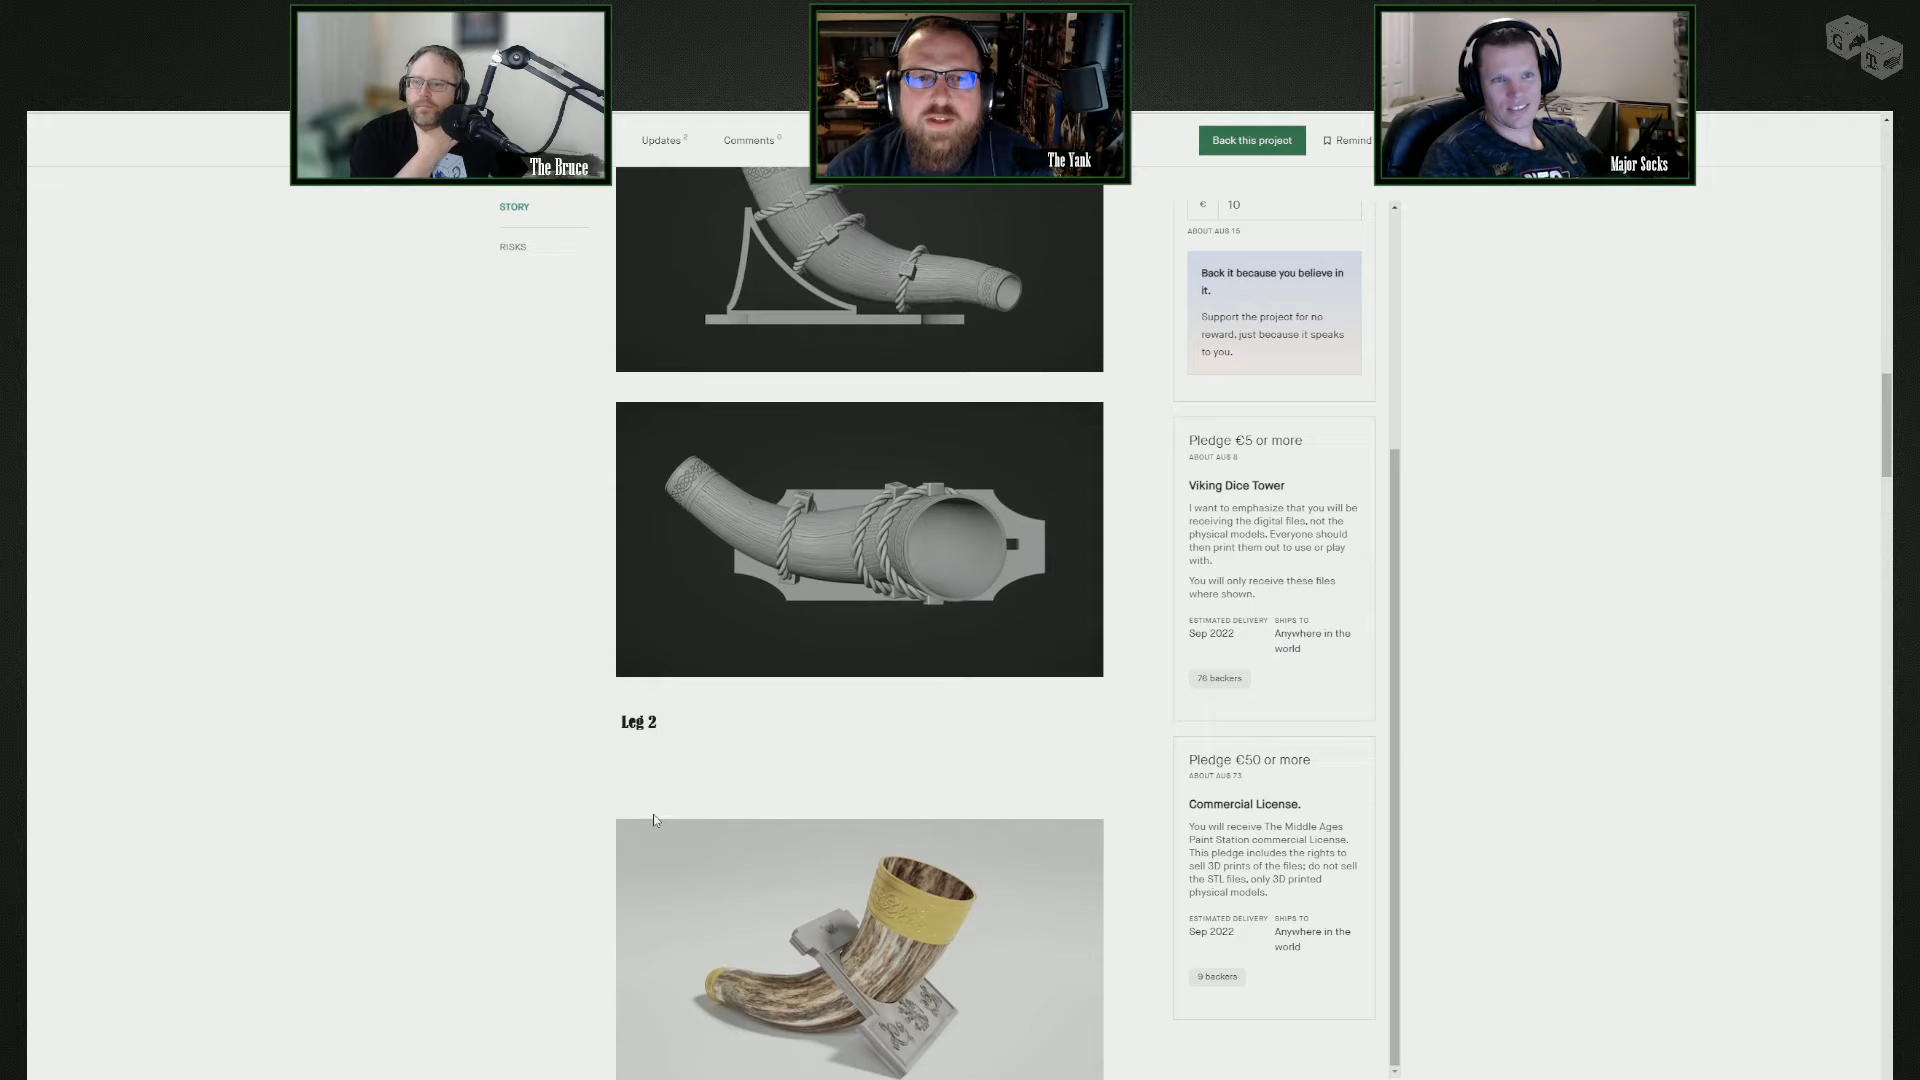 The Bruce
The Yank
Major Socks
Updates 2
Comments 0
Back this project
Remind
STORY
RISKS
€ 10
ABOUT AU$ 15
Back it because you believe in
it.
Support the project for no
reward, just because it speaks
to you.
Pledge €5 or more
ABOUT AU$ 8
Viking Dice Tower
I want to emphasize that you will be
receiving the digital files, not the
physical models. Everyone should
then print them out to use or play
with.
You will only receive these files
where shown.
ESTIMATED DELIVERY
Sep 2022
SHIPS TO
Anywhere in the
world
76 backers
Leg 2
Pledge €50 or more
ABOUT AU$ 73
Commercial License.
You will receive The Middle Ages
Paint Station commercial License.
This pledge includes the rights to
sell 3D prints of the files; do not sell
the STL files, only 3D printed
physical models.
ESTIMATED DELIVERY
Sep 2022
SHIPS TO
Anywhere in the
world
9 backers
G
T